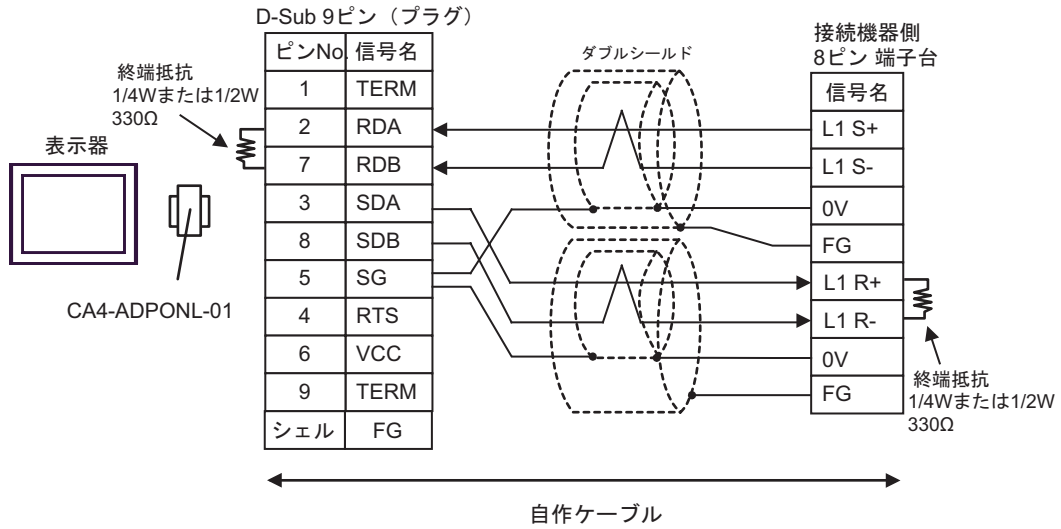 D-Sub 9ピン（プラグ）
ピンNo. 信号名
1 TERM
2 RDA
7 RDB
3 SDA
8 SDB
5 SG
4 RTS
6 VCC
9 TERM
シェル FG
終端抵抗
1/4Wまたは1/2W
330Ω
表示器
CA4-ADPONL-01
ダブルシールド
接続機器側
8ピン 端子台
信号名
L1 S+
L1 S-
0V
FG
L1 R+
L1 R-
0V
FG
終端抵抗
1/4Wまたは1/2W
330Ω
自作ケーブル